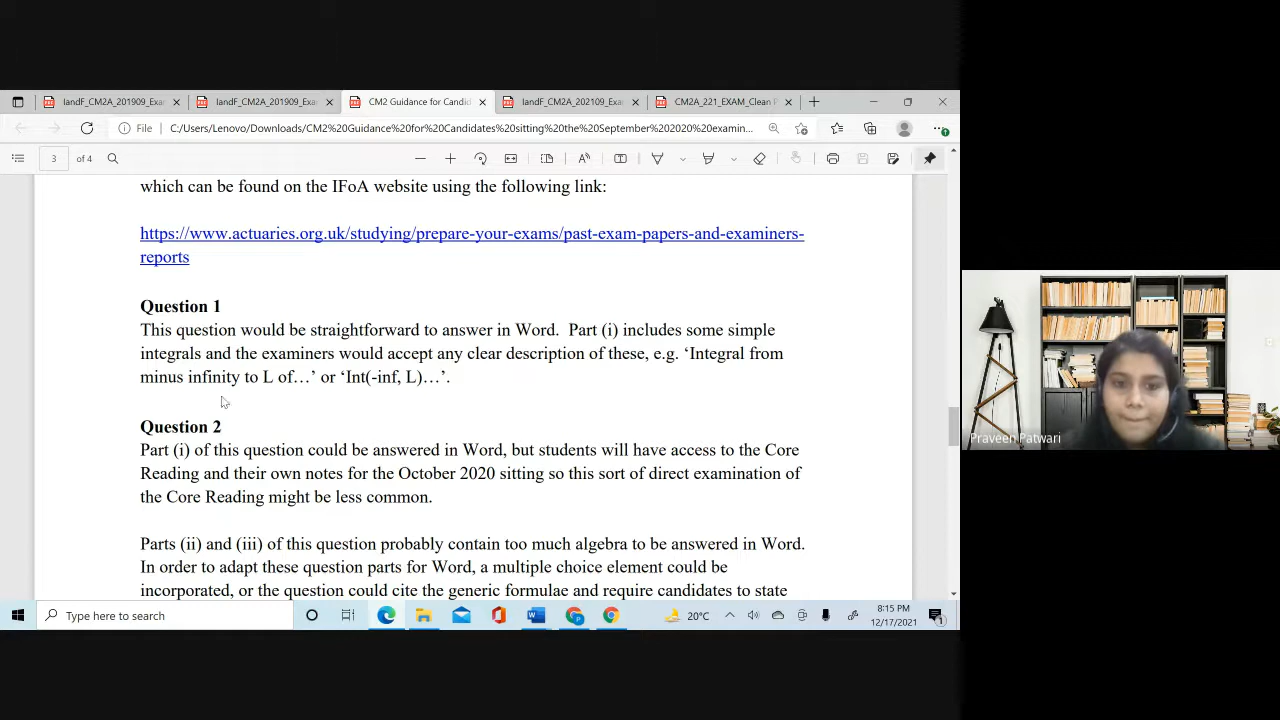 IandF_CM2A_201909_Exa
IandF_CM2A_201909_Exa
CM2 Guidance for Candid
IandF_CM2A_202109_Exa
CM2A_221_EXAM_Clean P
File
C:/Users/Lenovo/Downloads/CM2%20Guidance%20for%20Candidates%20sitting%20the%20September%202020%20examin...
3
of 4
which can be found on the IFoA website using the following link:
https://www.actuaries.org.uk/studying/prepare-your-exams/past-exam-papers-and-examiners-
reports
Question 1
This question would be straightforward to answer in Word.  Part (i) includes some simple
integrals and the examiners would accept any clear description of these, e.g. ‘Integral from
minus infinity to L of…’ or ‘Int(-inf, L)…’.
Question 2
Part (i) of this question could be answered in Word, but students will have access to the Core
Reading and their own notes for the October 2020 sitting so this sort of direct examination of
the Core Reading might be less common.
Parts (ii) and (iii) of this question probably contain too much algebra to be answered in Word.
In order to adapt these question parts for Word, a multiple choice element could be
incorporated, or the question could cite the generic formulae and require candidates to state
Praveen Patwari
Type here to search
20°C
8:15 PM
12/17/2021